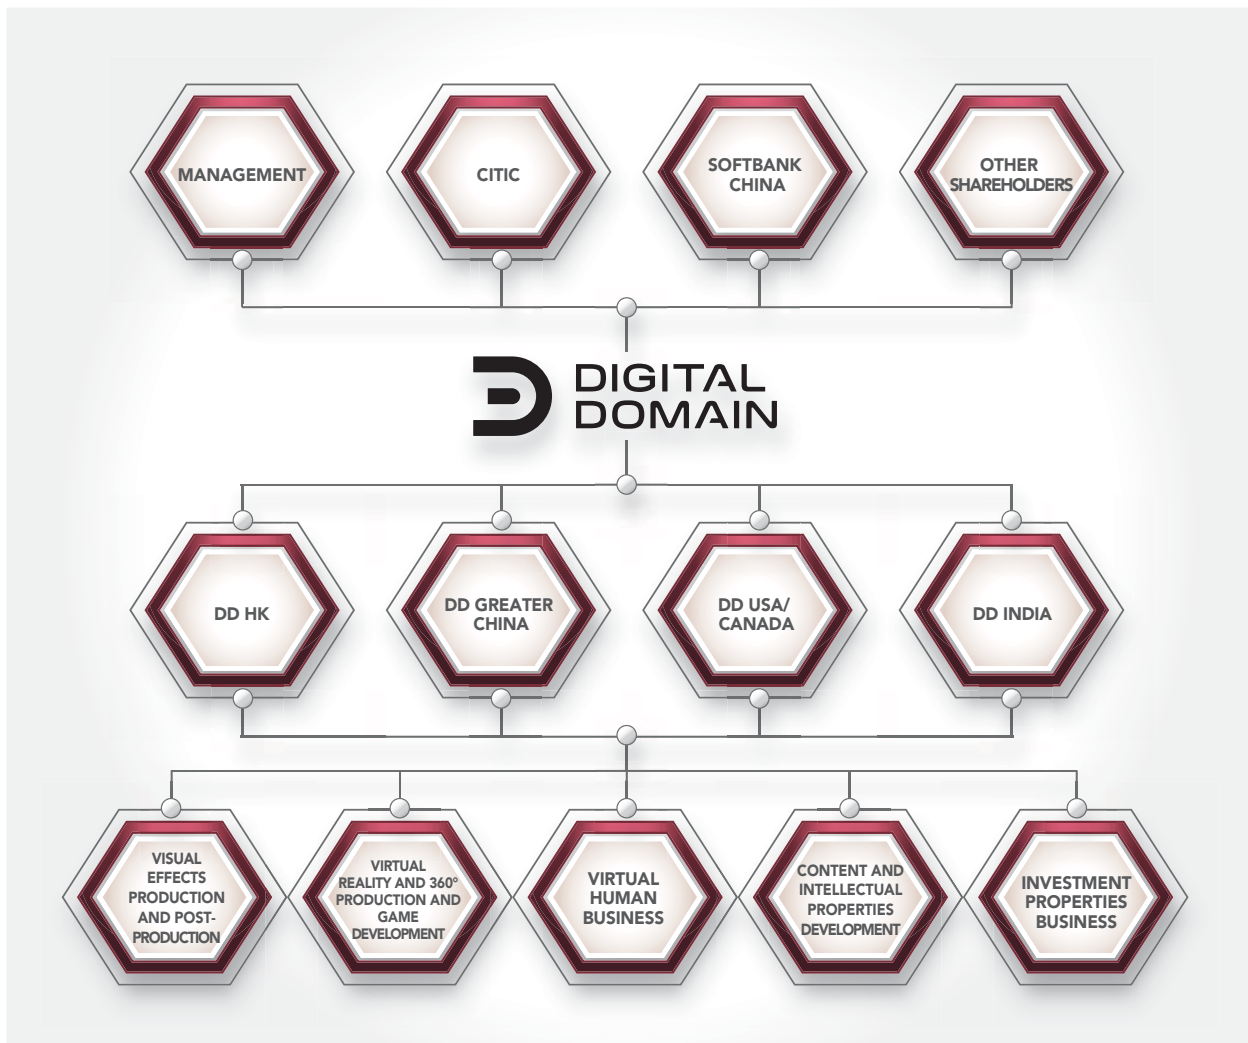 MANAGEMENT
CITIC
SOFTBANK
CHINA
OTHER
SHAREHOLDERS
DIGITAL
DOMAIN
DD HK
DD GREATER
CHINA
DD USA/
CANADA
DD INDIA
VISUAL
EFFECTS
PRODUCTION
AND POST-
PRODUCTION
VIRTUAL
REALITY AND 360°
PRODUCTION AND
GAME
DEVELOPMENT
VIRTUAL
HUMAN
BUSINESS
CONTENT AND
INTELLECTUAL
PROPERTIES
DEVELOPMENT
INVESTMENT
PROPERTIES
BUSINESS